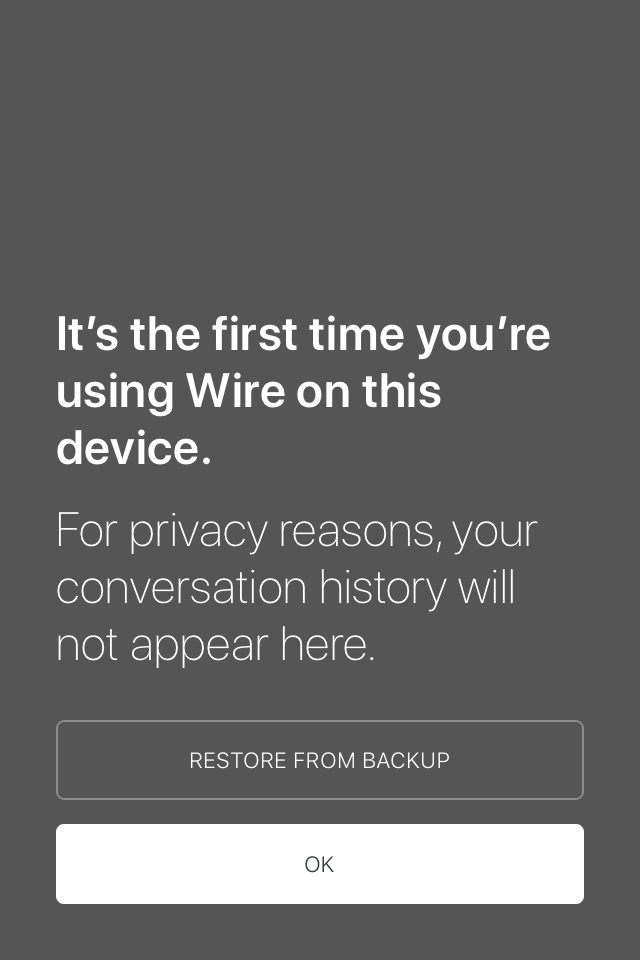 It’s the first time you’re
using Wire on this
device.
For privacy reasons, your
conversation history will
not appear here.
RESTORE FROM BACKUP
OK